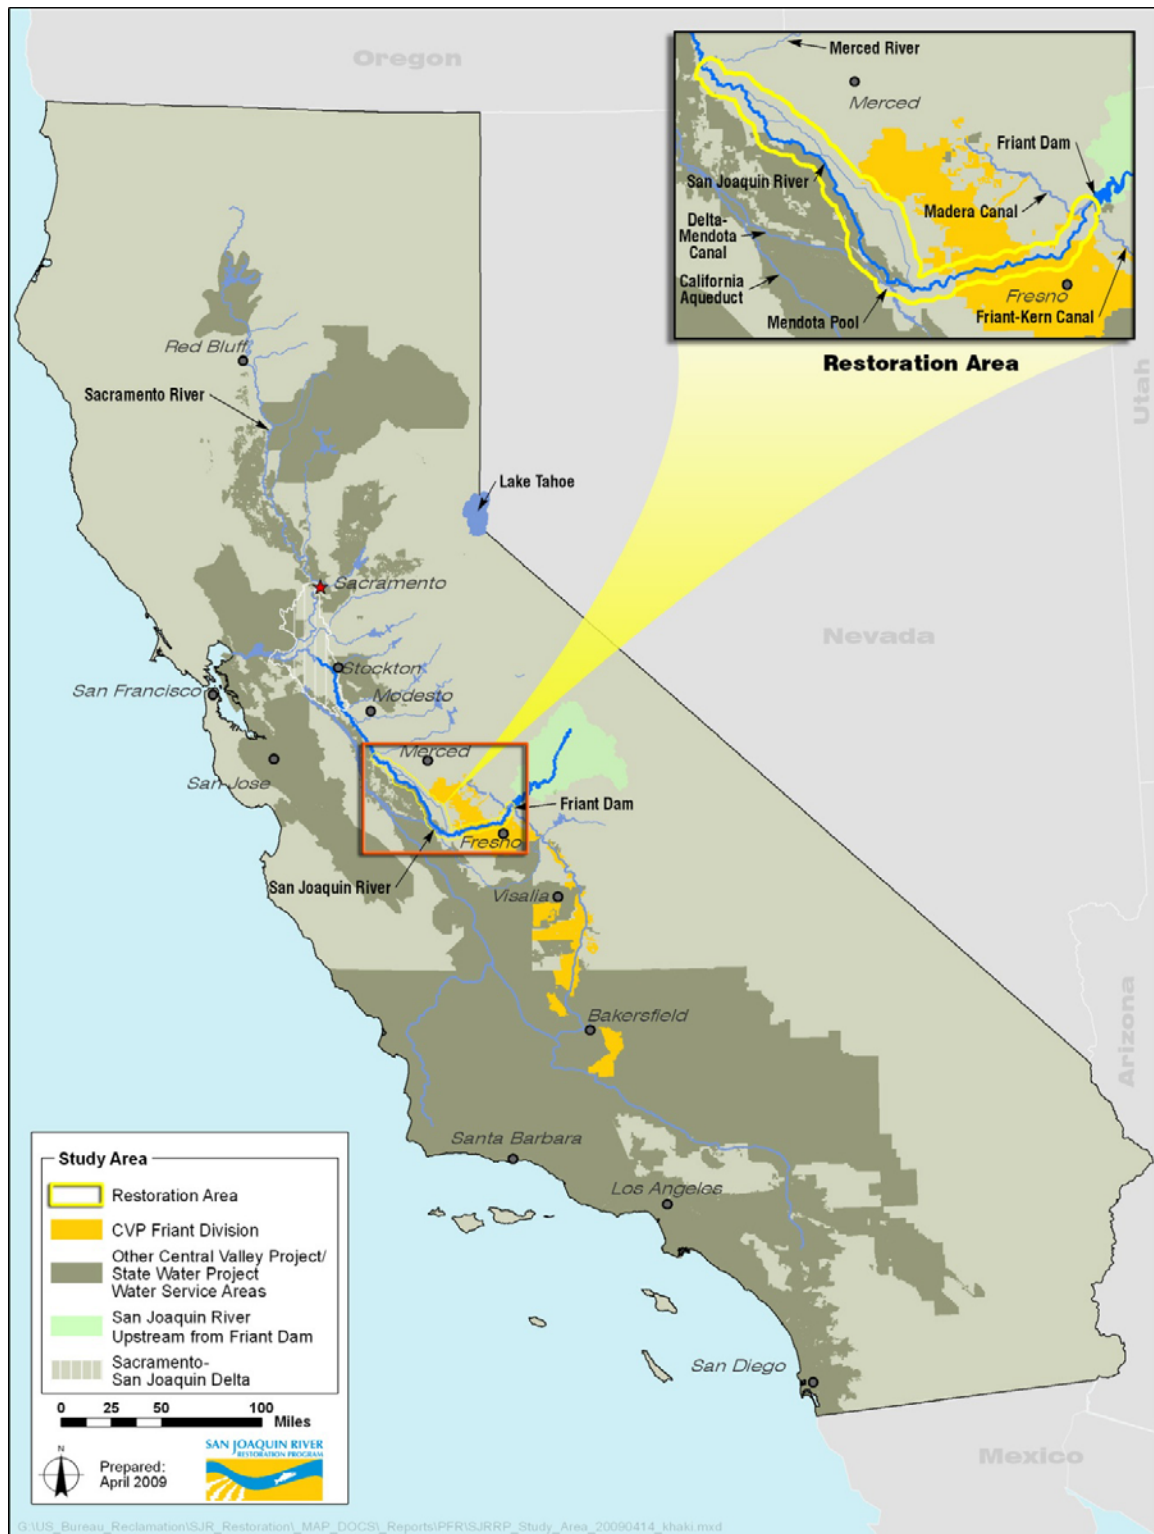 Oregon
Merced River
Merced
Friant Dam
San Joaquin
River
Madera Canal
Delta-
Mendota
Canal
California
Aqueduct
Fresno
Mendota Pool
Friant-Kern Canal
Restoration Area
Utah
Red Bluff
Sacramento River
Lake Tahoe
Sacramento
Nevada
Stockton
San Francisco
Modesto
Merced
San Jose
Friant Dam
Fresno
San Joaquin River
Visalia
Bakersfield
Arizona
Santa Barbara
Los Angeles
San Diego
Mexico
Study Area
Restoration Area
CVP Friant Division
Other Central Valley Project/
State Water Project
Water Service Areas
San Joaquin River
Upstream from Friant Dam
Sacramento-
San Joaquin Delta
0 25 50 100
Miles
N
Prepared:
April 2009
SAN JOAQUIN RIVER
RESTORATION PROGRAM
G:\US_Bureau_Reclamation\SJR_Restoration\_MAP_DOCS\_Reports\PFR\SJRRP_Study_Area_20090414_khaki.mxd